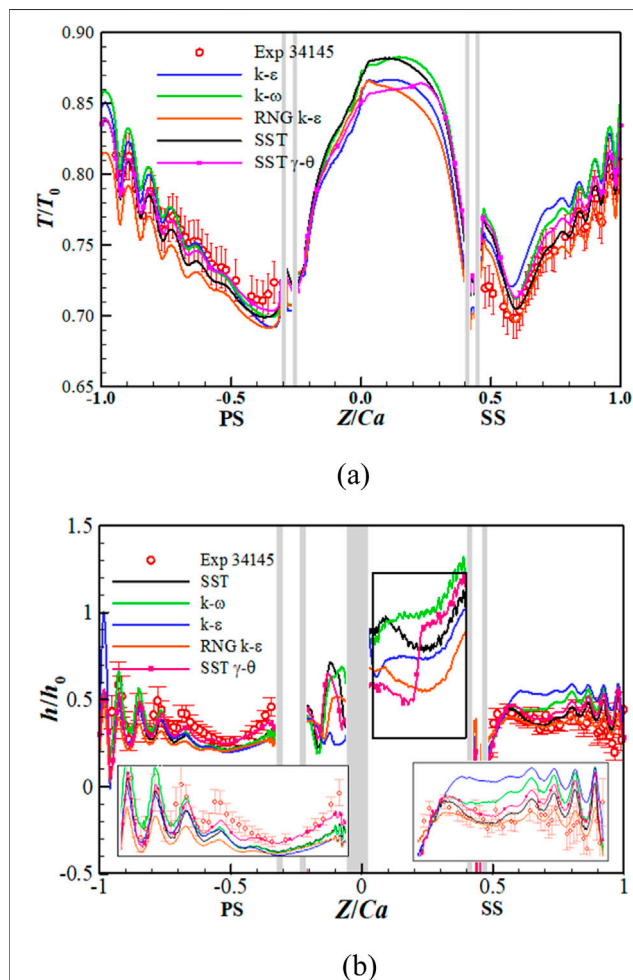 0.90
0.85
0.80
0.75
0.70
0.65
T/T0
Exp 34145
k-ε
k-ω
RNG k-ε
SST
SST γ-θ
-1.0 -0.5 0.0 0.5 1.0
PS Z/Ca SS
(a)
1.5
1
0.5
0
-0.5
h/h0
Exp 34145
SST
k-ω
k-ε
RNG k-ε
SST γ-θ
-1 -0.5 0 0.5 1
PS Z/Ca SS
(b)